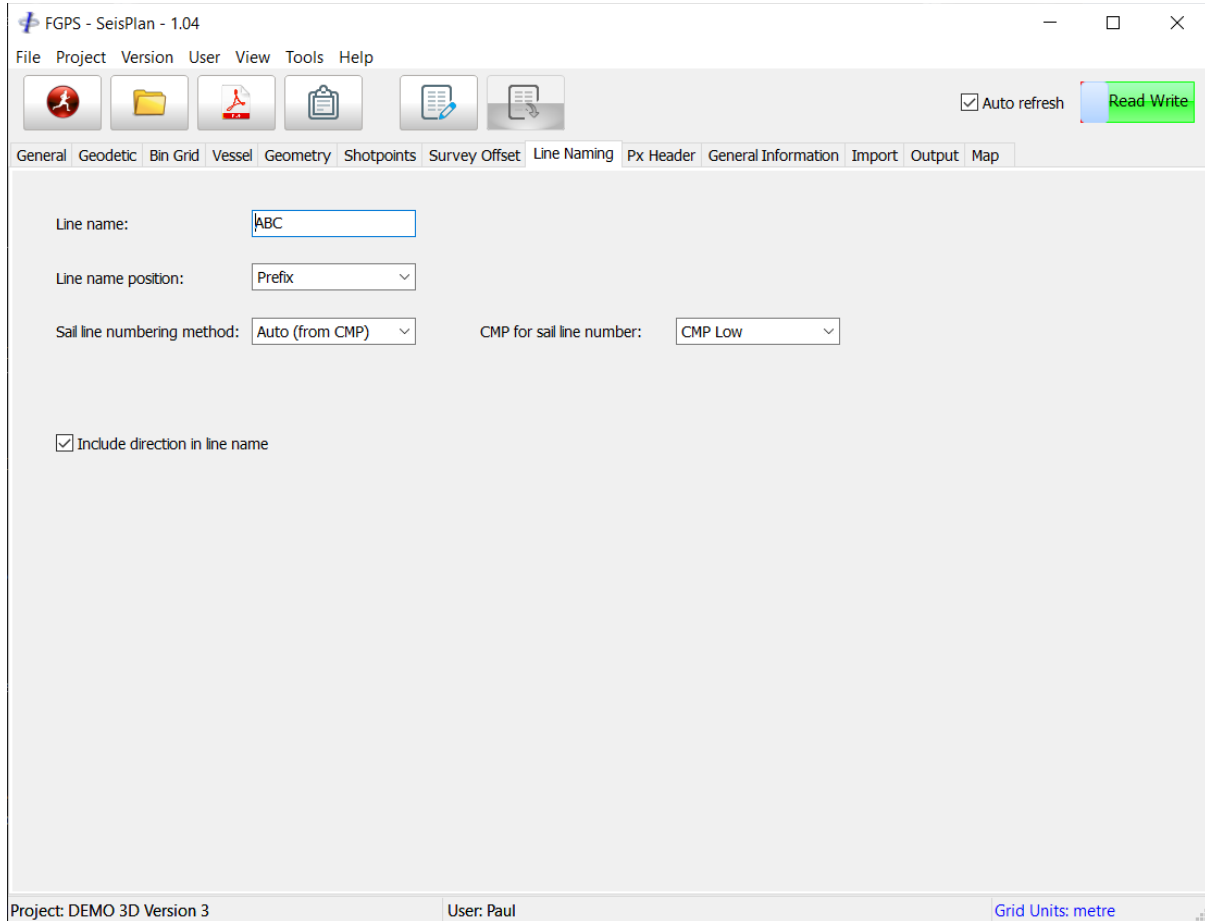 FGPS - SeisPlan - 1.04
File Project Version User View Tools Help
Auto refresh
Read Write
General Geodetic Bin Grid Vessel Geometry Shotpoints Survey Offset Line Naming Px Header General Information Import Output Map
Line name: ABC
Line name position: Prefix
Sail line numbering method: Auto (from CMP) CMP for sail line number: CMP Low
Include direction in line name
Project: DEMO 3D Version 3 User: Paul Grid Units: metre